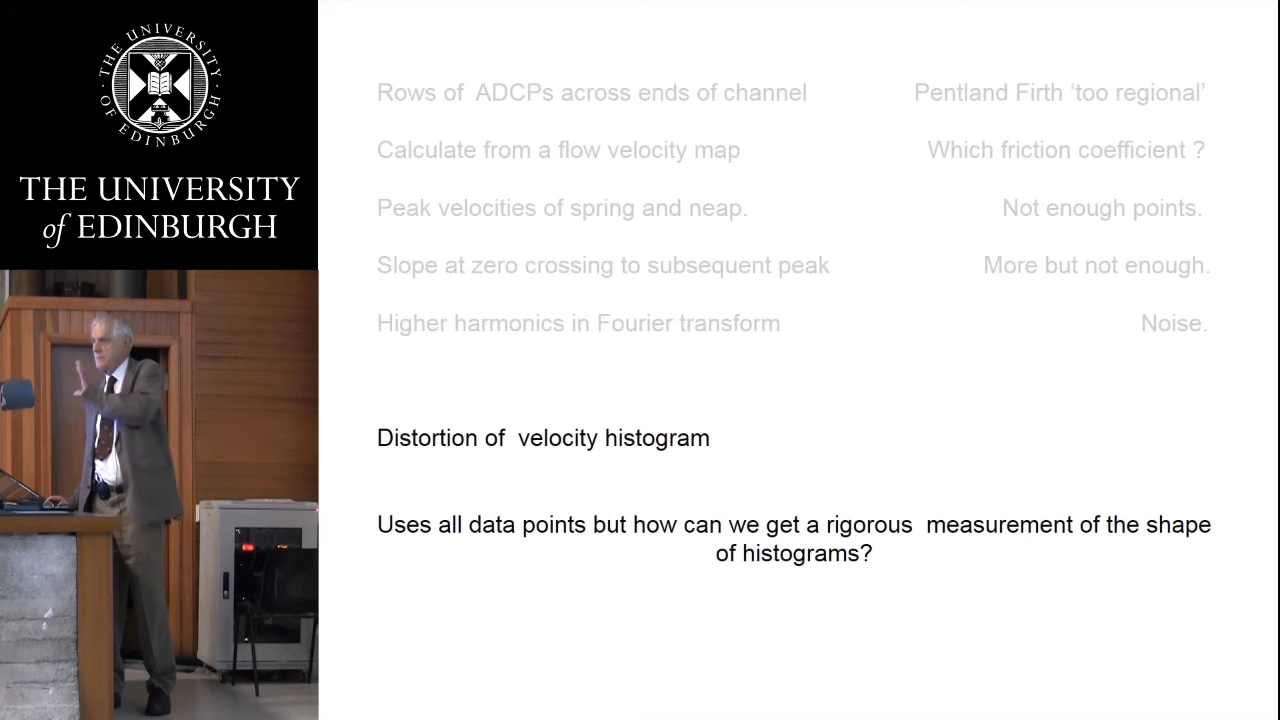 THE UNIVERSITY
OF EDINBURGH
THE UNIVERSITY
of EDINBURGH
Rows of ADCPs across ends of channel Pentland Firth ‘too regional’
Calculate from a flow velocity map Which friction coefficient ?
Peak velocities of spring and neap. Not enough points.
Slope at zero crossing to subsequent peak More but not enough.
Higher harmonics in Fourier transform Noise.
Distortion of velocity histogram
Uses all data points but how can we get a rigorous measurement of the shape
of histograms?